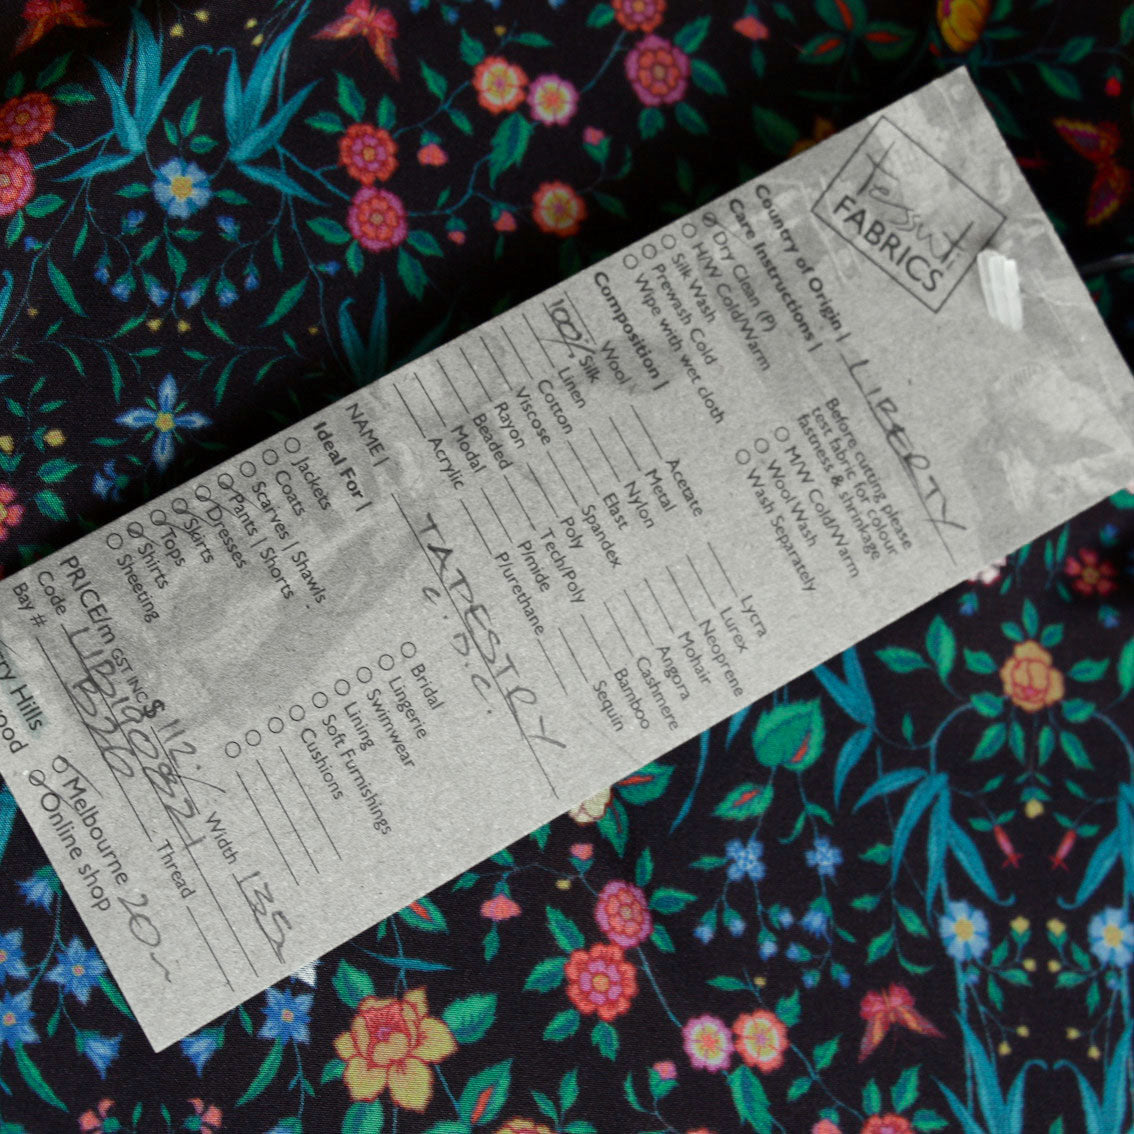 Tessuti
FABRICS
Country of Origin | LIBERTY
Care Instructions |
Dry Clean (P)
H/W Cold/Warm
Silk Wash
Prewash Cold
Wipe with wet cloth
Before cutting please
test fabric for colour
fastness & shrinkage
M/W Cold/Warm
Wool Wash
Wash Separately
Composition |
Wool
100% Silk
Linen
Cotton
Viscose
Rayon
Beaded
Modal
Acrylic
Acetate
Metal
Nylon
Elast
Spandex
Poly
Tech/Poly
P/mide
P/urethane
Lycra
Lurex
Neoprene
Mohair
Angora
Cashmere
Bamboo
Sequin
NAME | TAPESTRY
C.D.C.
Ideal For |
Jackets
Coats
Scarves | Shawls
Pants | Shorts
Dresses
Skirts
Tops
Shirts
Sheeting
Bridal
Lingerie
Swimwear
Lining
Soft Furnishings
Cushions
PRICE/m GST INC $ 112./. Width 135
Code LIB190821 Thread
Bay # B20
rry Hills
wood
Melbourne 20m
Online shop